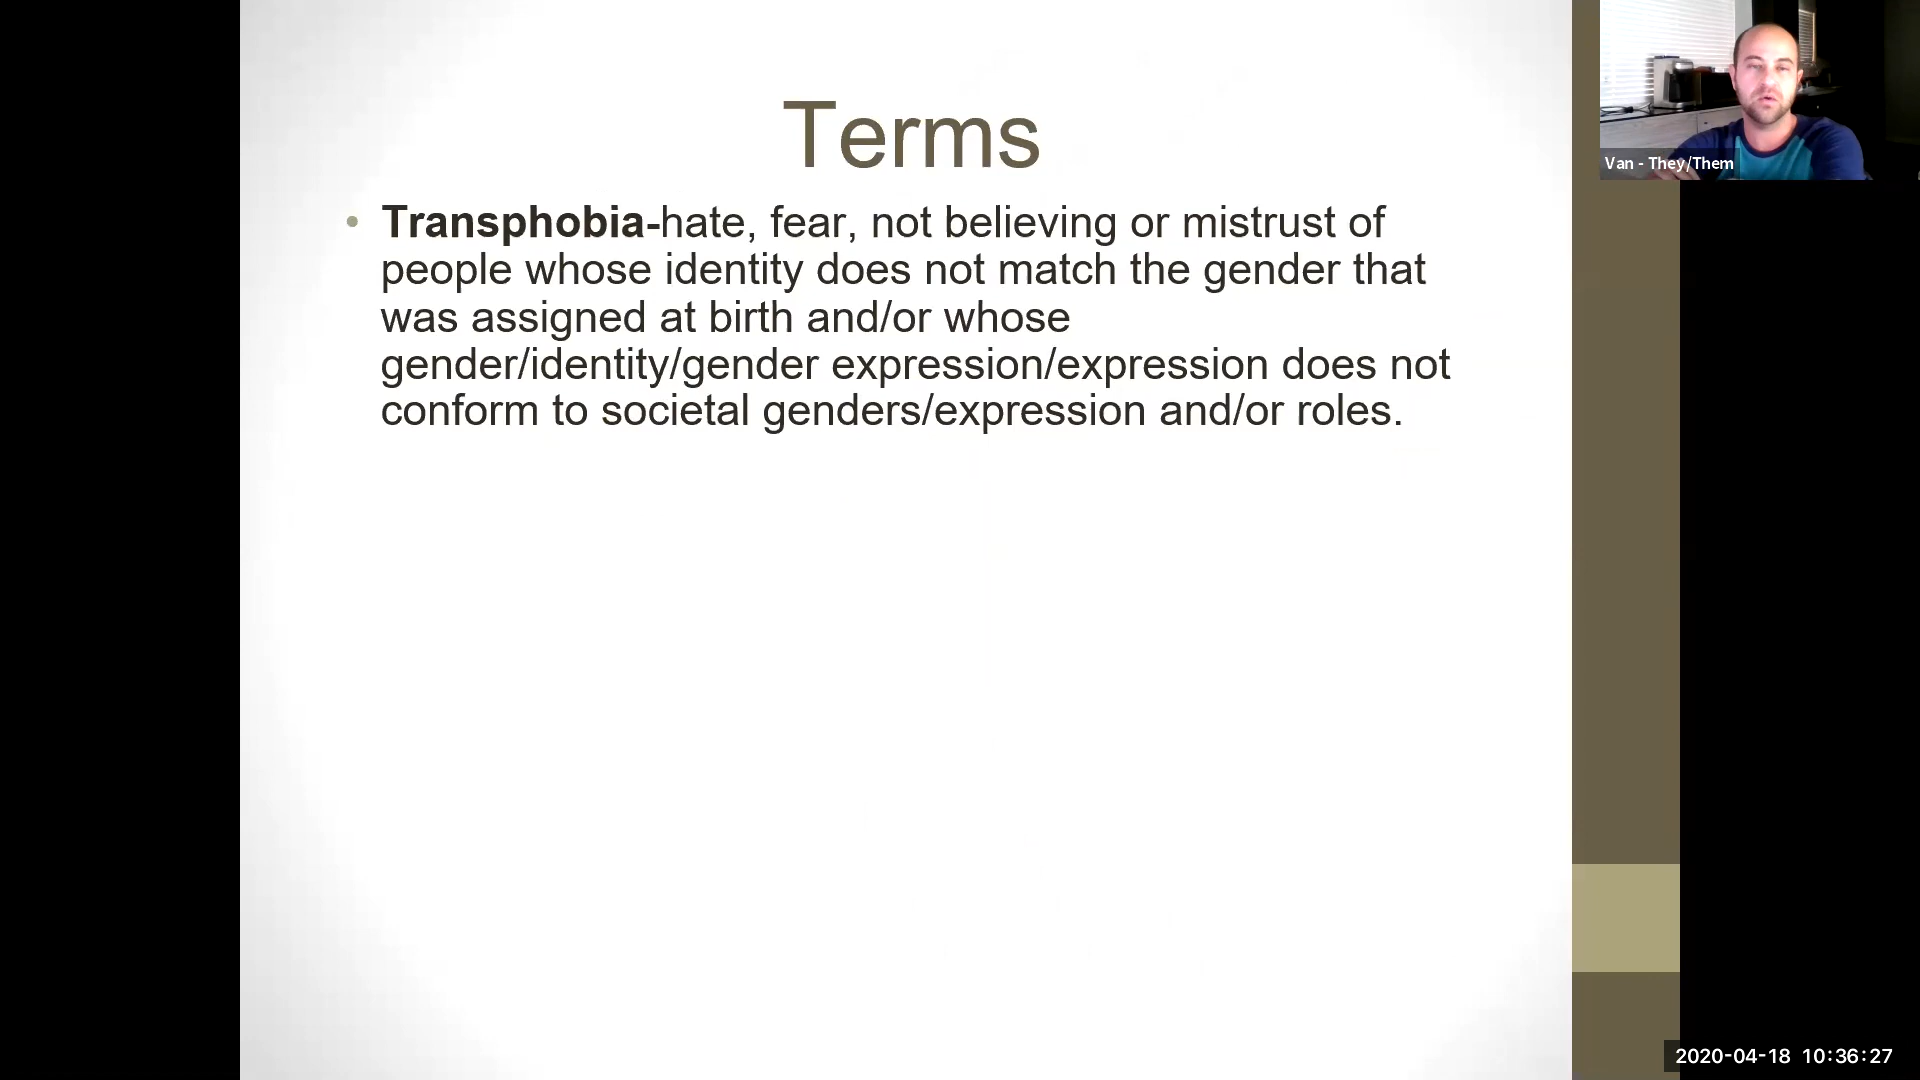 Terms
• Transphobia-hate, fear, not believing or mistrust of
people whose identity does not match the gender that
was assigned at birth and/or whose
gender/identity/gender expression/expression does not
conform to societal genders/expression and/or roles.
Van - They/Them
2020-04-18 10:36:27